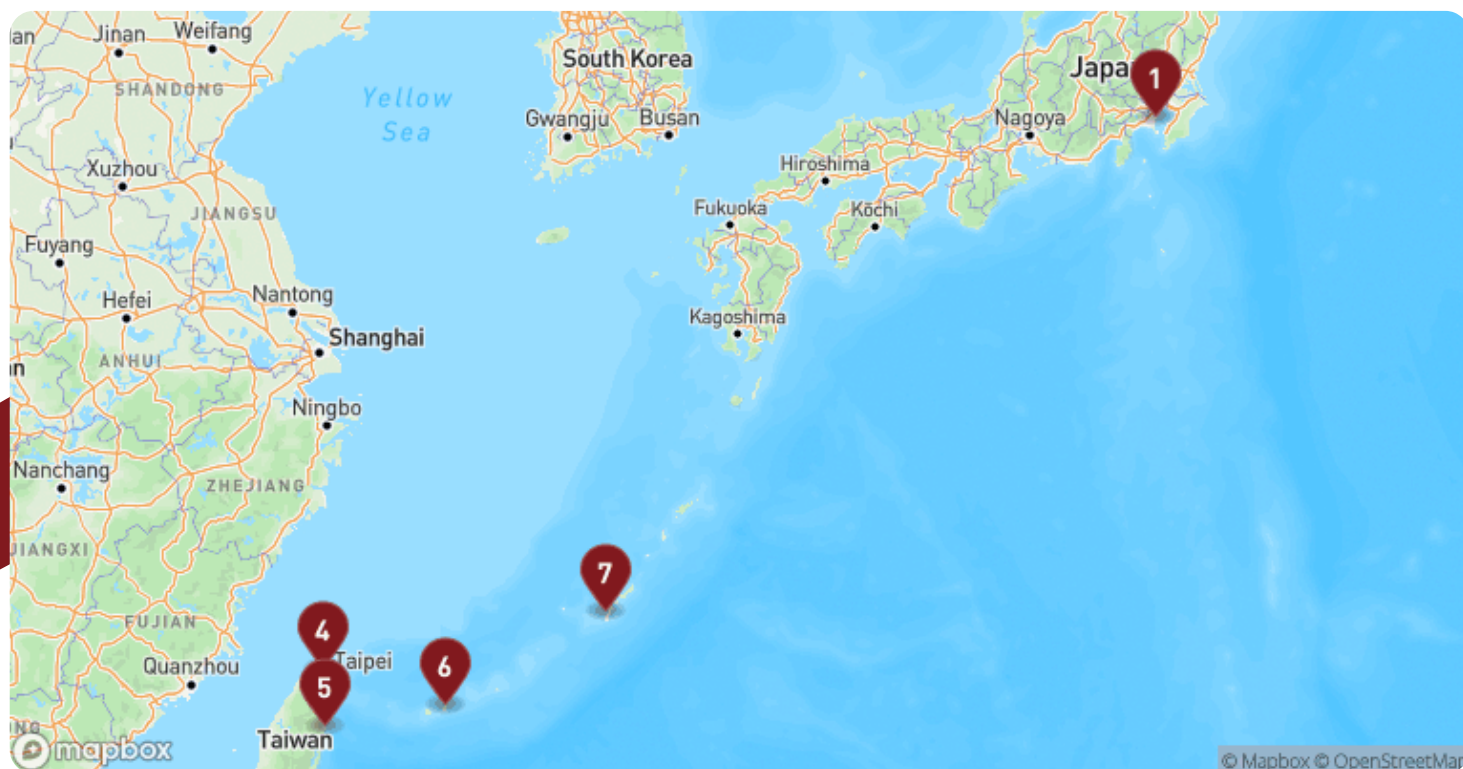 an
Jinan
Weifang
SHANDONG
Yellow
Sea
South Korea
Gwangju
Busan
Japa
1
Nagoya
Hiroshima
Xuzhou
JIANGSU
Fukuoka
Kōchi
Fuyang
Hefei
Nantong
Kagoshima
Shanghai
ANHUI
an
Ningbo
Nanchang
ZHEJIANG
JIANGXI
7
FUJIAN
4
Quanzhou
Taipei
6
5
Taiwan
mapbox
© Mapbox © OpenStreetMap